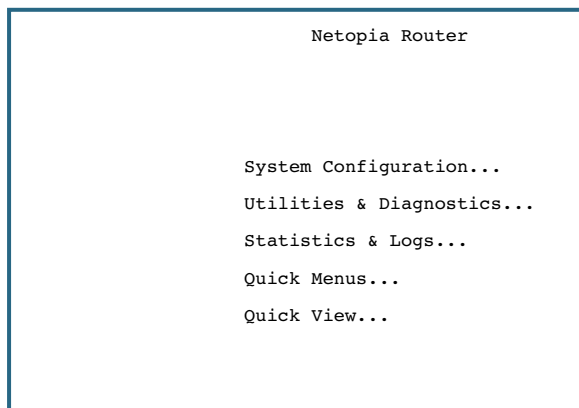 Netopia Router
System Configuration...
Utilities & Diagnostics...
Statistics & Logs...
Quick Menus...
Quick View...